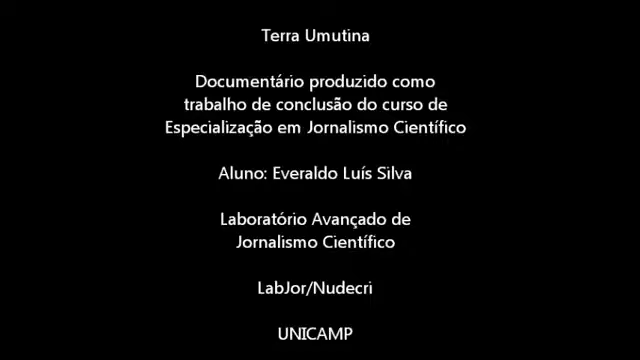 Terra Umutina
Documentário produzido como
trabalho de conclusão do curso de
Especialização em Jornalismo Científico
Aluno: Everaldo Luís Silva
Laboratório Avançado de
Jornalismo Científico
LabJor/Nudecri
UNICAMP